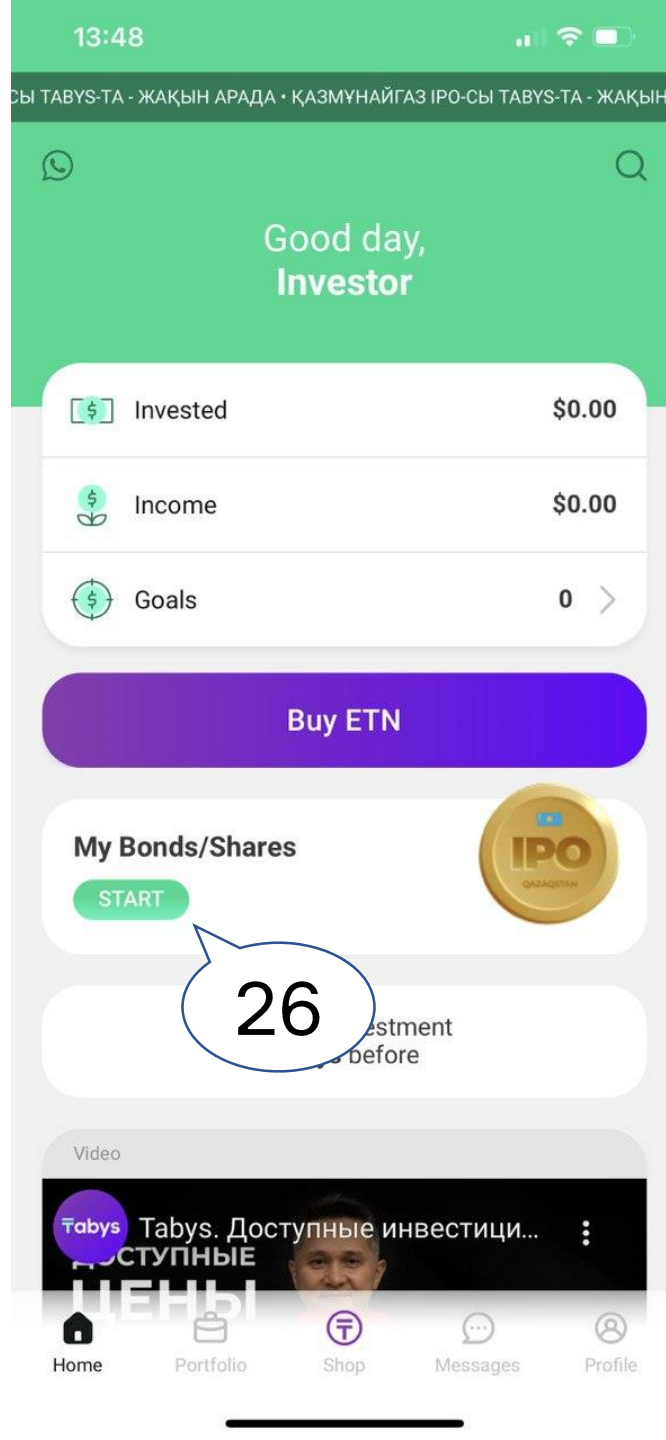 13:48
СЫ TABYS-ТА - ЖАҚЫН АРАДА • ҚАЗМҰНАЙГАЗ IPO-СЫ TABYS-ТА - ЖАҚЫН
Good day,
Investor
Invested $0.00
Income $0.00
Goals 0
Buy ETN
My Bonds/Shares
IPO
QAZAQSTAN
START
26
before
Video
Tabys
Tabys. Доступные инвестици...
ДОСТУПНЫЕ
ЦЕНЫ
Home Portfolio Shop Messages Profile